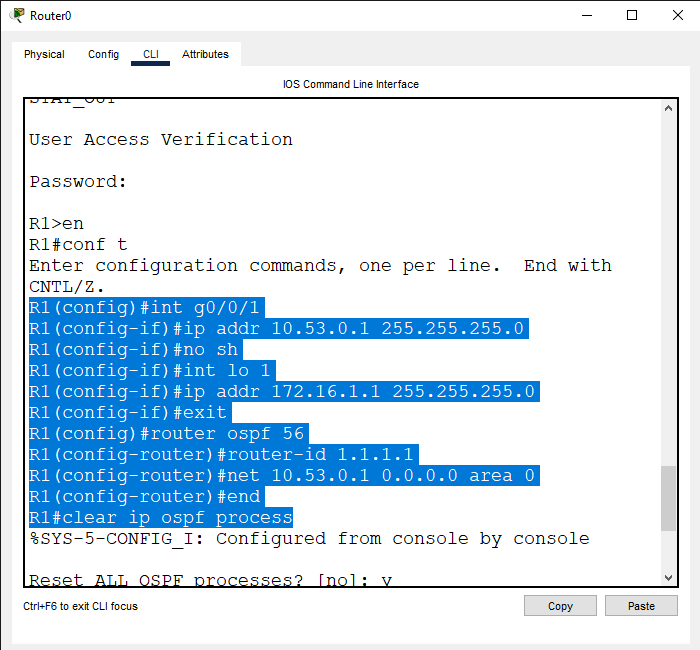 Router0
Physical Config CLI Attributes
IOS Command Line Interface
User Access Verification
Password:
R1>en
R1#conf t
Enter configuration commands, one per line.  End with
CNTL/Z.
R1(config)#int g0/0/1
R1(config-if)#ip addr 10.53.0.1 255.255.255.0
R1(config-if)#no sh
R1(config-if)#int lo 1
R1(config-if)#ip addr 172.16.1.1 255.255.255.0
R1(config-if)#exit
R1(config)#router ospf 56
R1(config-router)#router-id 1.1.1.1
R1(config-router)#net 10.53.0.1 0.0.0.0 area 0
R1(config-router)#end
R1#clear ip ospf process
%SYS-5-CONFIG_I: Configured from console by console
Reset ALL OSPF processes? [no]: y
Ctrl+F6 to exit CLI focus
Copy Paste